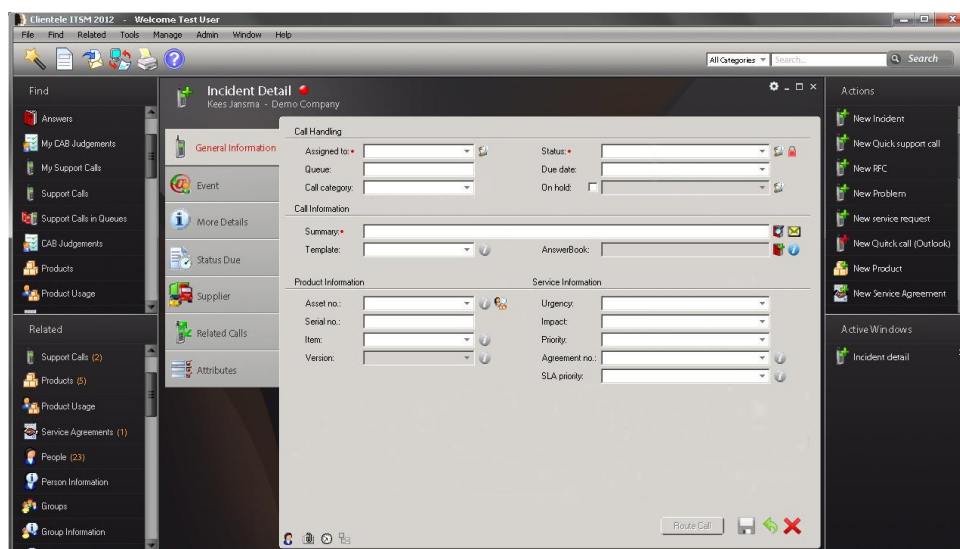 Clientele ITSM 2012 - Welcome Test User
File Find Related Tools Manage Admin Window Help
All Categories Search... Search
Find
Answers
My CAB Judgements
My Support Calls
Support Calls
Support Calls in Queues
CAB Judgements
Products
Product Usage
Related
Support Calls (2)
Products (5)
Product Usage
Service Agreements (1)
People (23)
Person Information
Groups
Group Information
Incident Detail
Kees Jansma - Demo Company
General Information
Event
More Details
Status Due
Supplier
Related Calls
Attributes
Call Handling
Assigned to: Status:
Queue: Due date:
Call category: On hold:
Call Information
Summary:
Template: AnswerBook:
Product Information Service Information
Asset no.: Urgency:
Serial no.: Impact:
Item: Priority:
Version: Agreement no.:
SLA priority:
Route Call
Actions
New Incident
New Quick support call
New RFC
New Problem
New service request
New Quick call (Outlook)
New Product
New Service Agreement
Active Windows
Incident detail